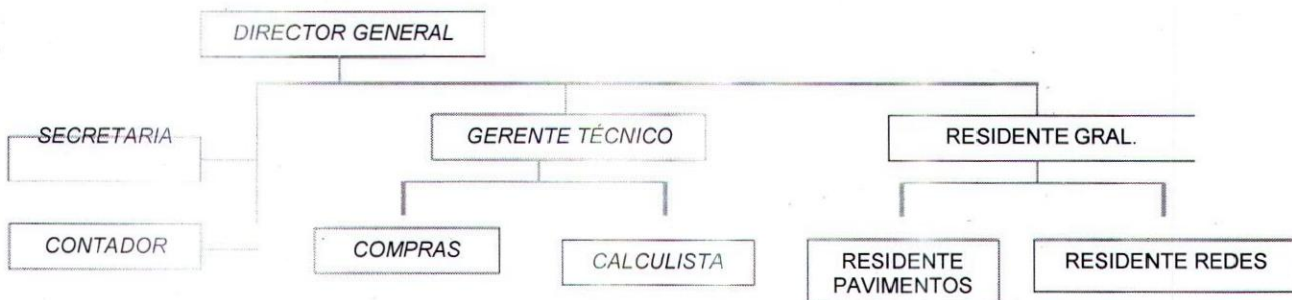 DIRECTOR GENERAL
SECRETARIA
GERENTE TÉCNICO
RESIDENTE GRAL.
CONTADOR
COMPRAS
CALCULISTA
RESIDENTE
PAVIMENTOS
RESIDENTE REDES